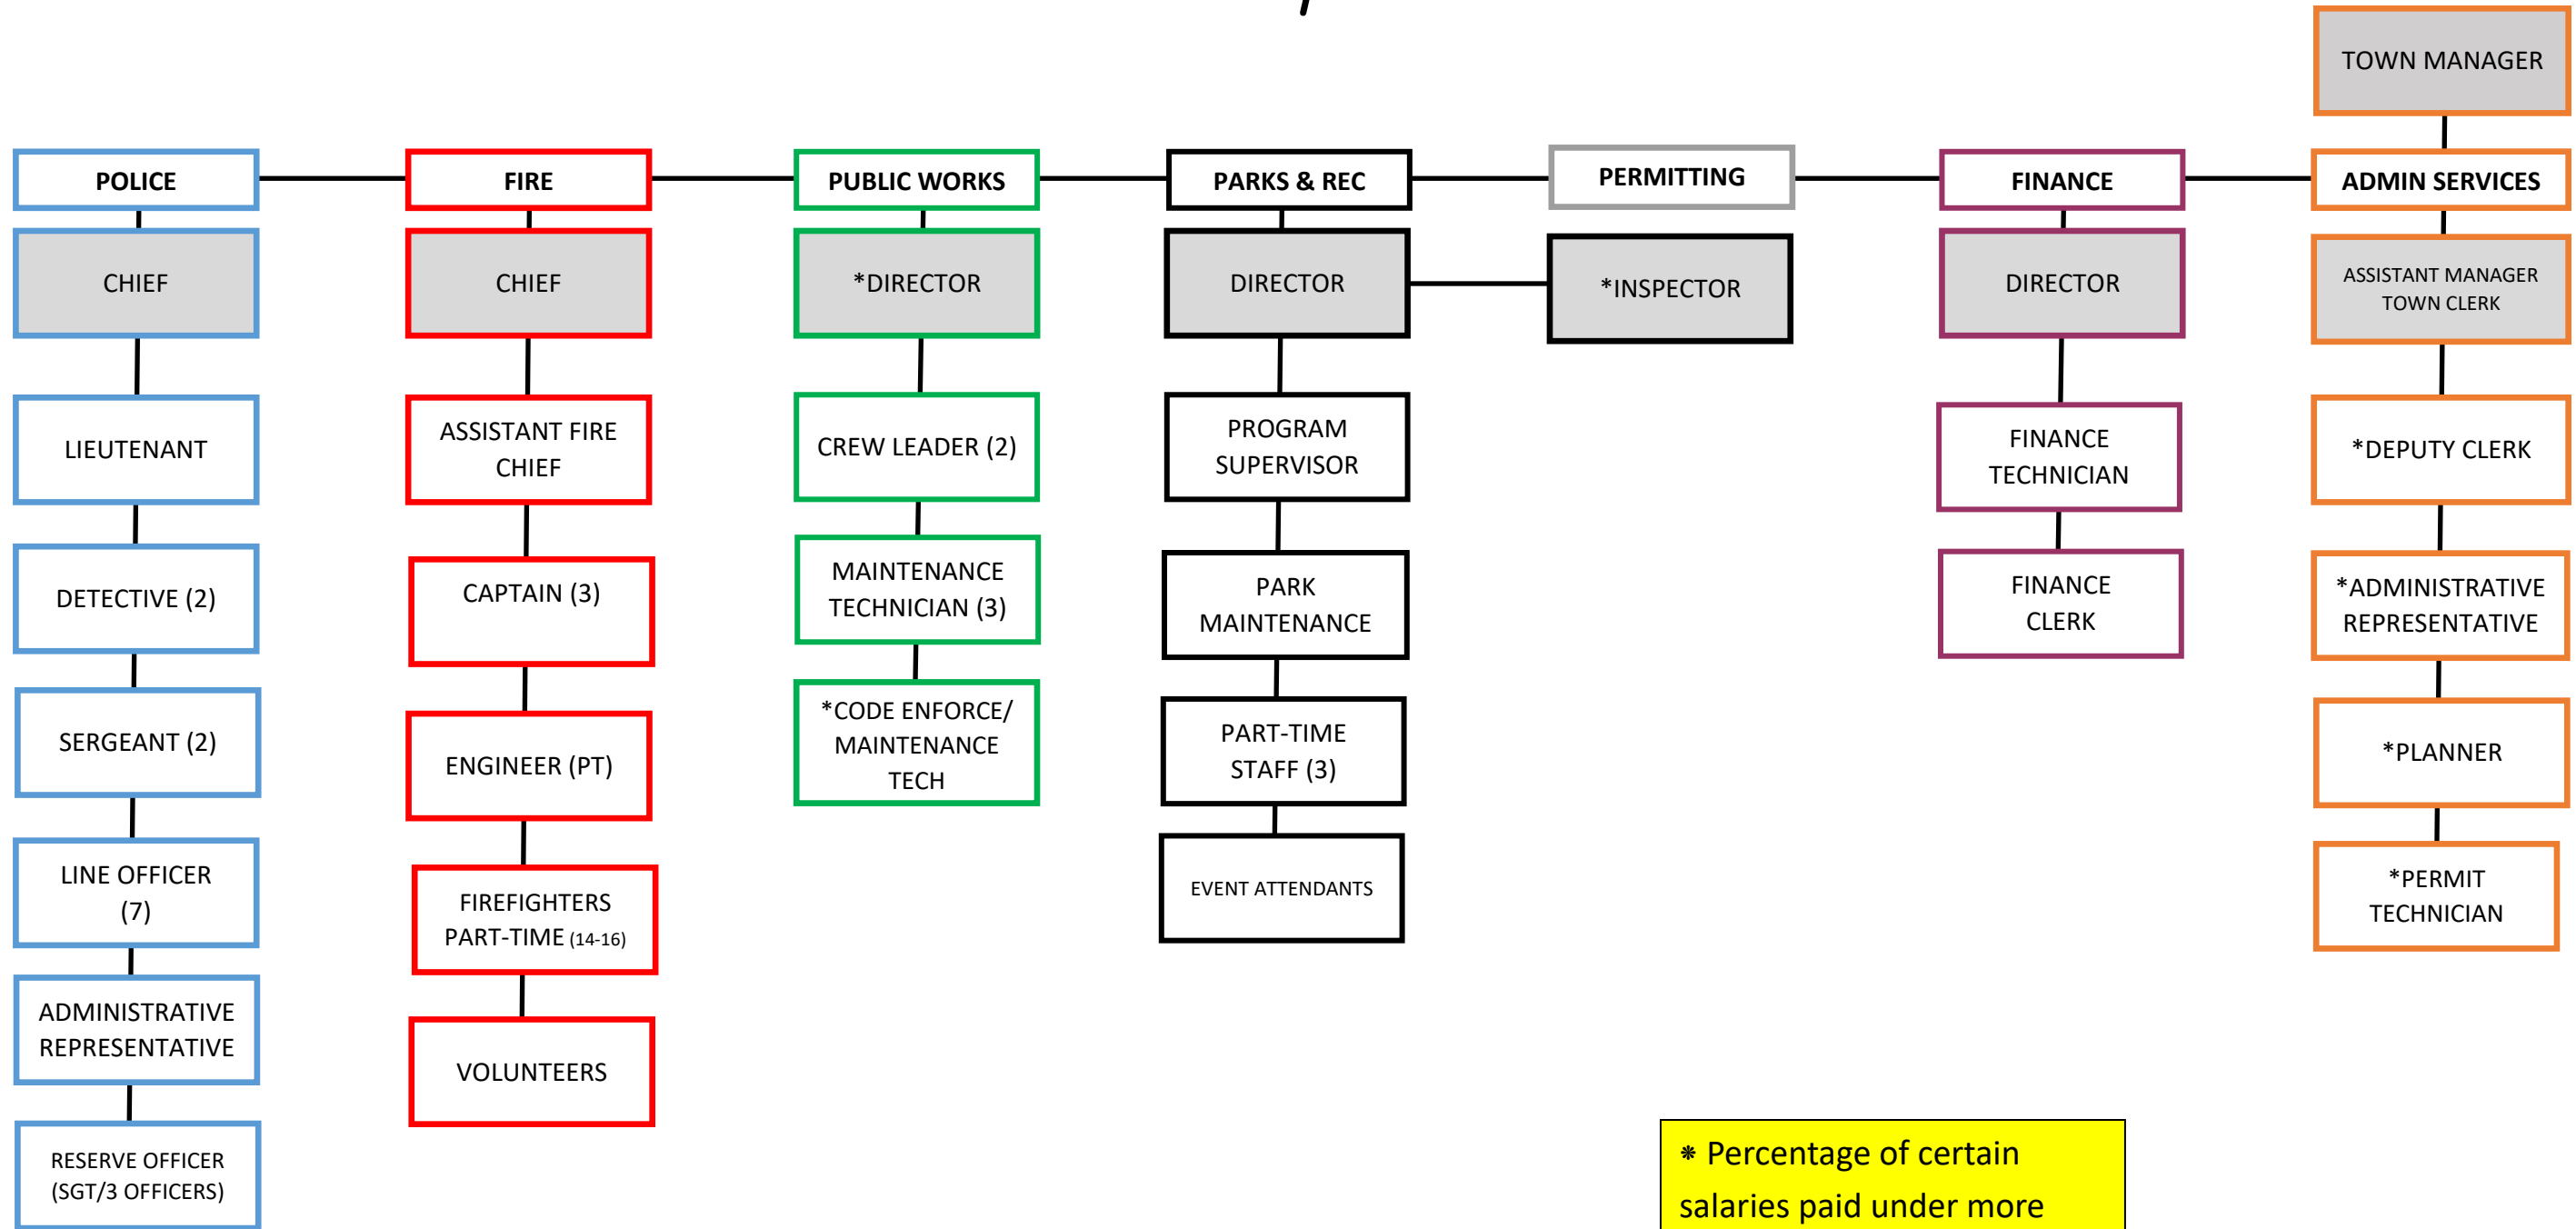 TOWN MANAGER
POLICE
FIRE
PUBLIC WORKS
PARKS & REC
PERMITTING
FINANCE
ADMIN SERVICES
CHIEF
LIEUTENANT
DETECTIVE (2)
SERGEANT (2)
LINE OFFICER
(7)
ADMINISTRATIVE
REPRESENTATIVE
RESERVE OFFICER
(SGT/3 OFFICERS)
CHIEF
ASSISTANT FIRE
CHIEF
CAPTAIN (3)
ENGINEER (PT)
FIREFIGHTERS
PART-TIME (14-16)
VOLUNTEERS
*DIRECTOR
CREW LEADER (2)
MAINTENANCE
TECHNICIAN (3)
*CODE ENFORCE/
MAINTENANCE
TECH
DIRECTOR
PROGRAM
SUPERVISOR
PARK
MAINTENANCE
PART-TIME
STAFF (3)
EVENT ATTENDANTS
*INSPECTOR
DIRECTOR
FINANCE
TECHNICIAN
FINANCE
CLERK
ASSISTANT MANAGER
TOWN CLERK
*DEPUTY CLERK
*ADMINISTRATIVE
REPRESENTATIVE
*PLANNER
*PERMIT
TECHNICIAN
* Percentage of certain
salaries paid under more